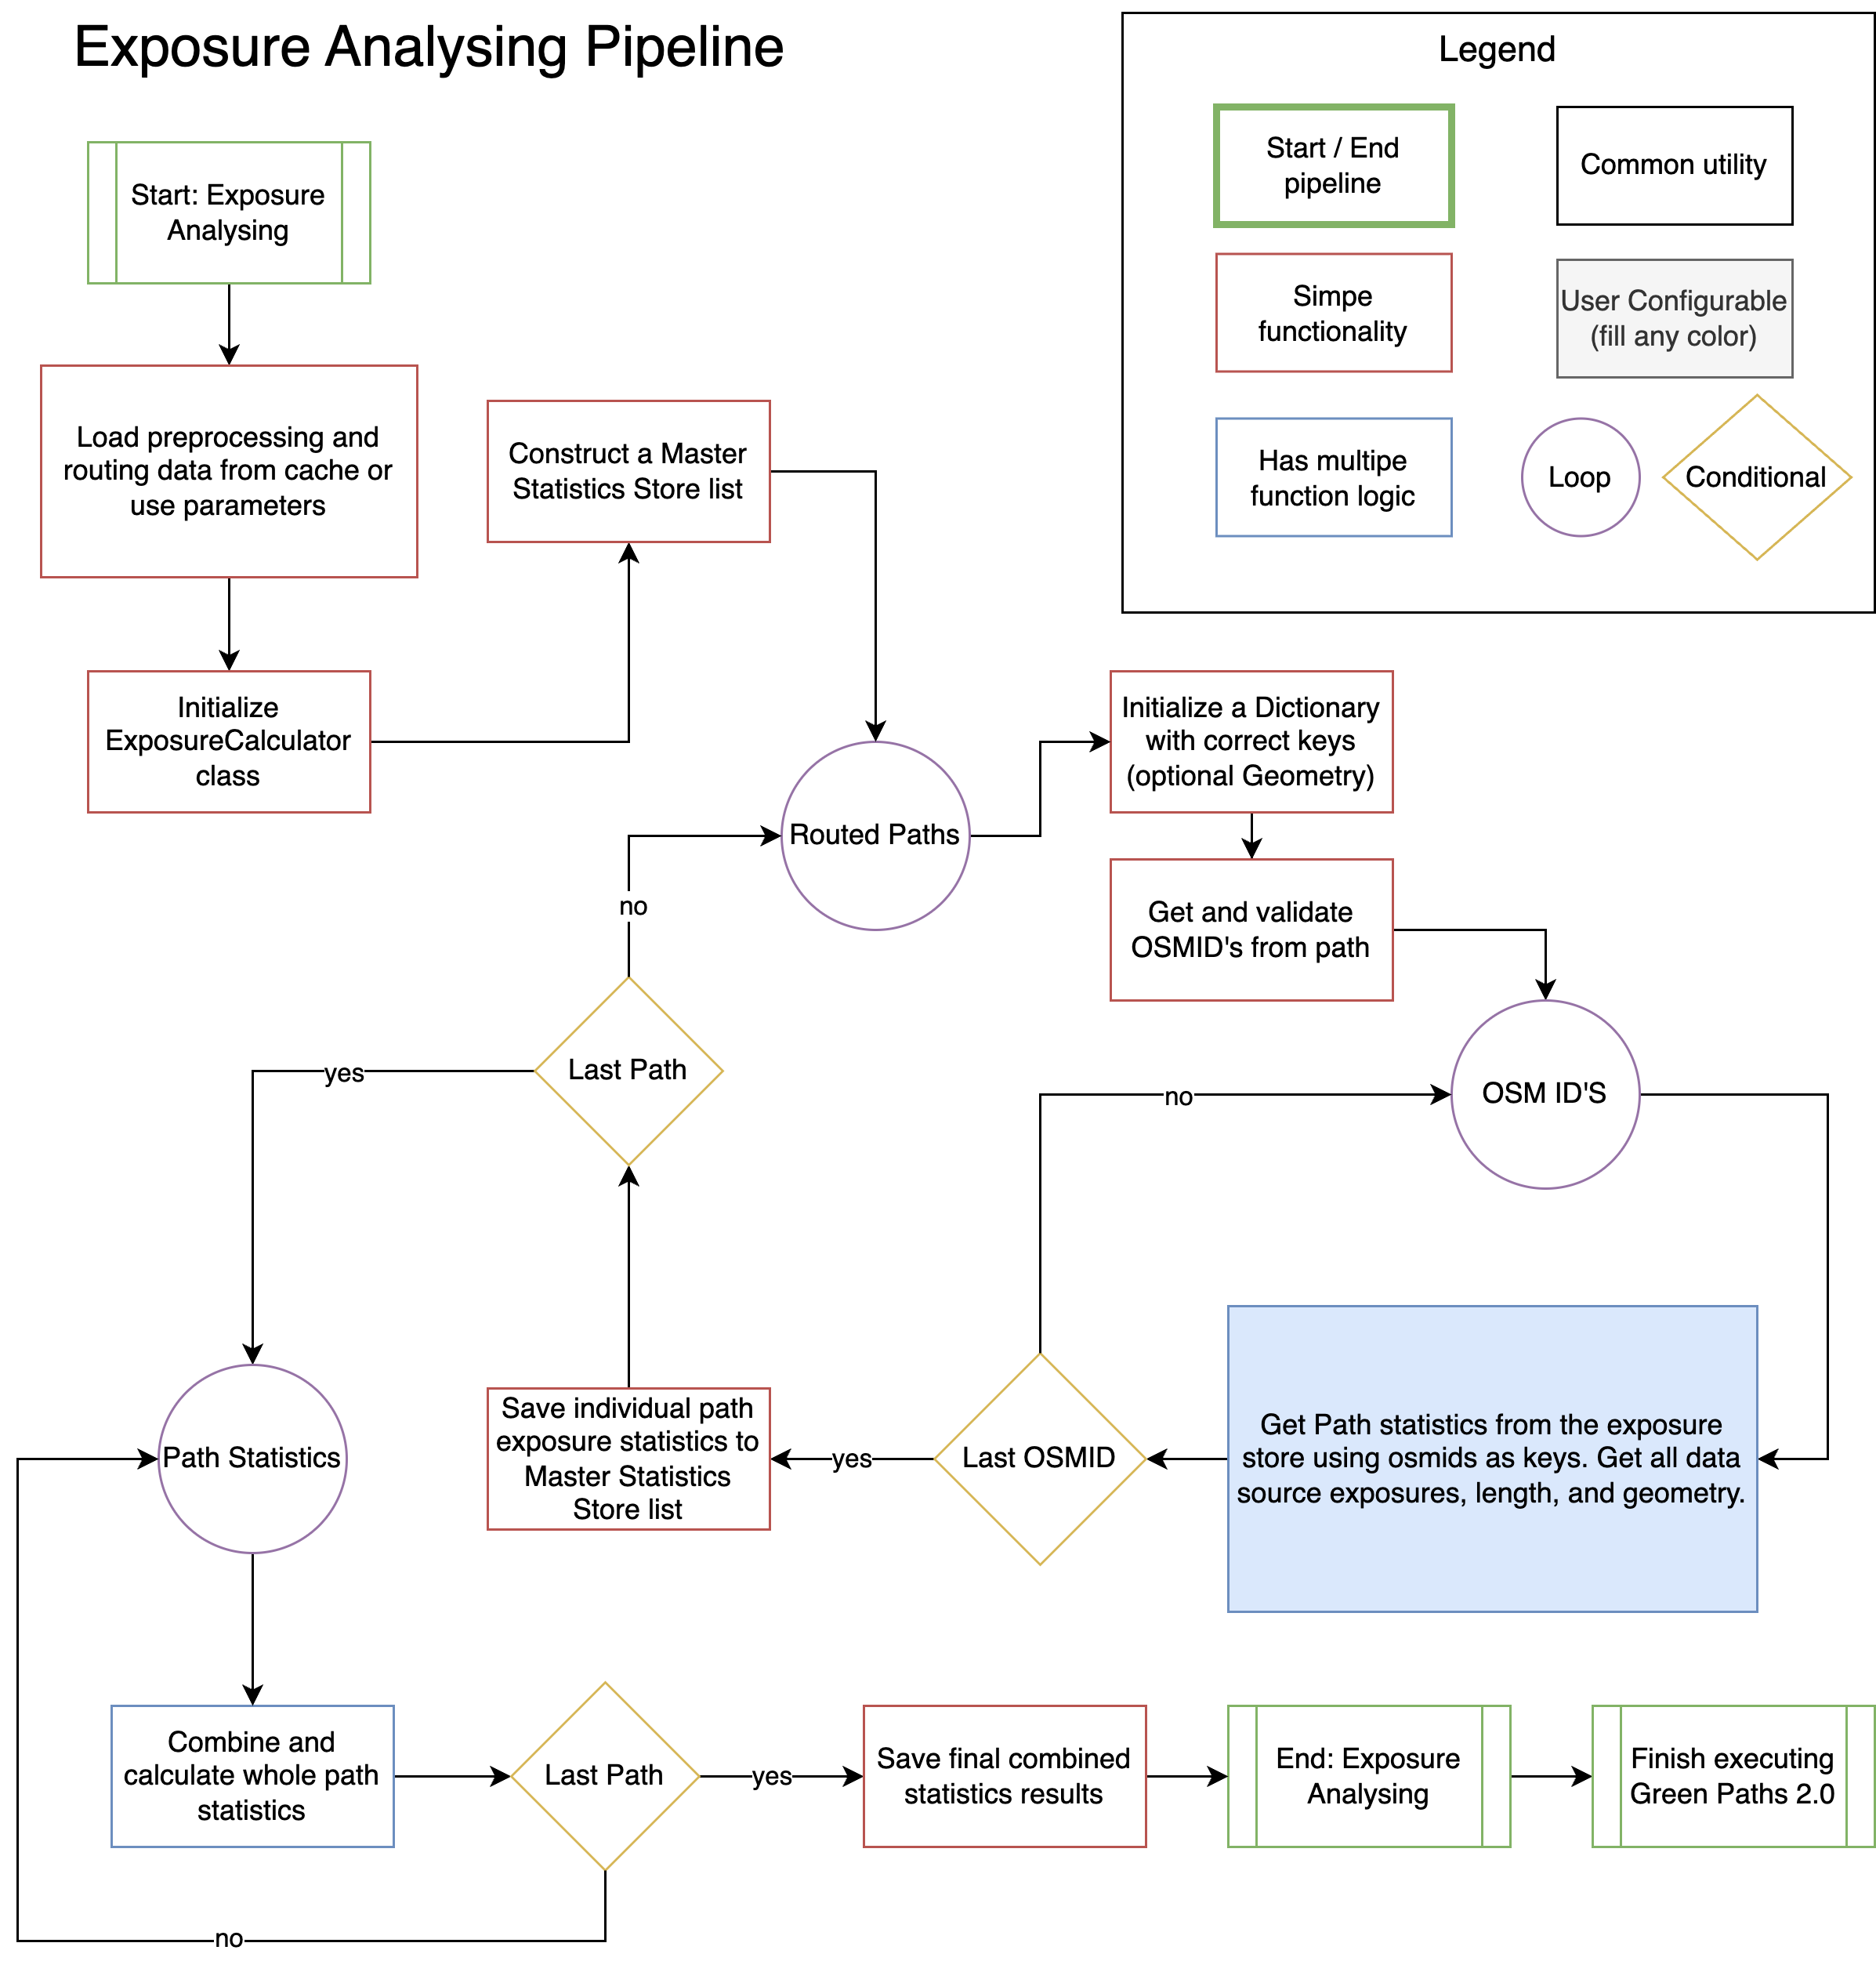 Exposure Analysing Pipeline
Legend
Start / End
pipeline
Common utility
Simpe
functionality
User Configurable
(fill any color)
Has multipe
function logic
Loop
Conditional
Start: Exposure
Analysing
Load preprocessing and
routing data from cache or
use parameters
Initialize
ExposureCalculator
class
Construct a Master
Statistics Store list
Routed Paths
Initialize a Dictionary
with correct keys
(optional Geometry)
Get and validate
OSMID's from path
OSM ID'S
Get Path statistics from the exposure
store using osmids as keys. Get all data
source exposures, length, and geometry.
Last OSMID
no
yes
Save individual path
exposure statistics to
Master Statistics
Store list
Last Path
no
yes
Path Statistics
Combine and
calculate whole path
statistics
Last Path
no
yes
Save final combined
statistics results
End: Exposure
Analysing
Finish executing
Green Paths 2.0